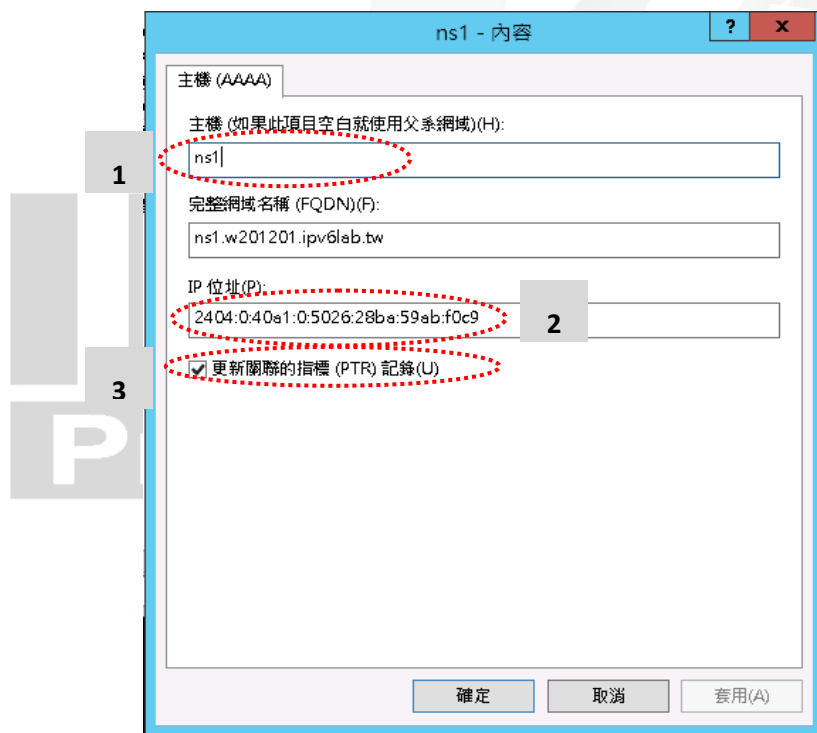 ns1 - 內容
? x
主機 (AAAA)
主機 (如果此項目空白就使用父系網域)(H):
1
ns1
完整網域名稱 (FQDN)(F):
ns1.w201201.ipv6lab.tw
IP 位址(P):
2404:0:40a1:0:5026:28ba:59ab:f0c9
2
更新關聯的指標 (PTR) 記錄(U)
3
P
確定 取消 套用(A)